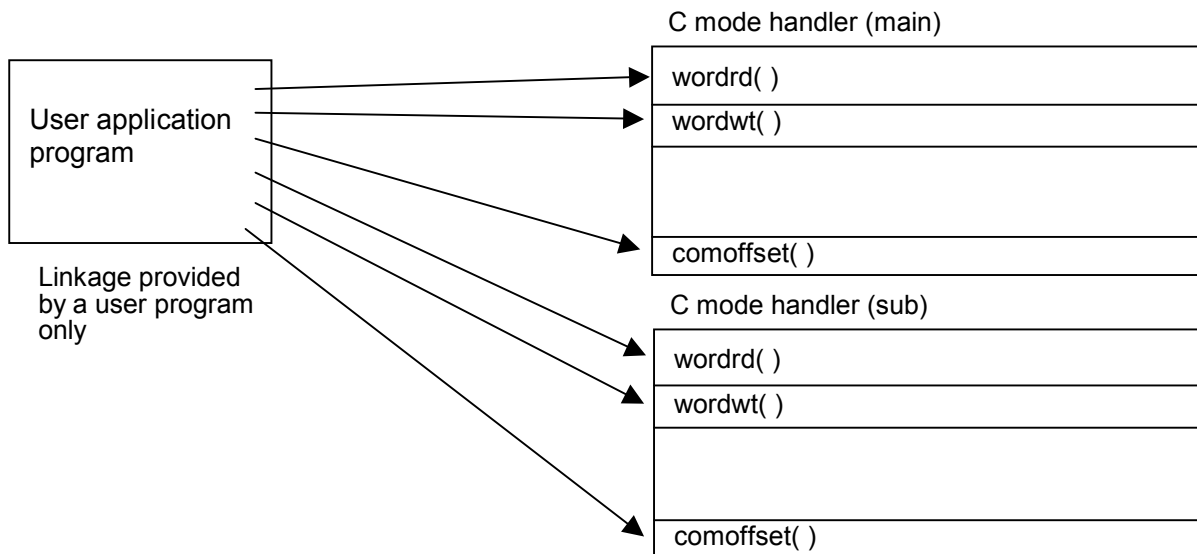 C mode handler (main)
wordrd( )
User application
program
wordwt( )
comoffset( )
Linkage provided
by a user program
only
C mode handler (sub)
wordrd( )
wordwt( )
comoffset( )